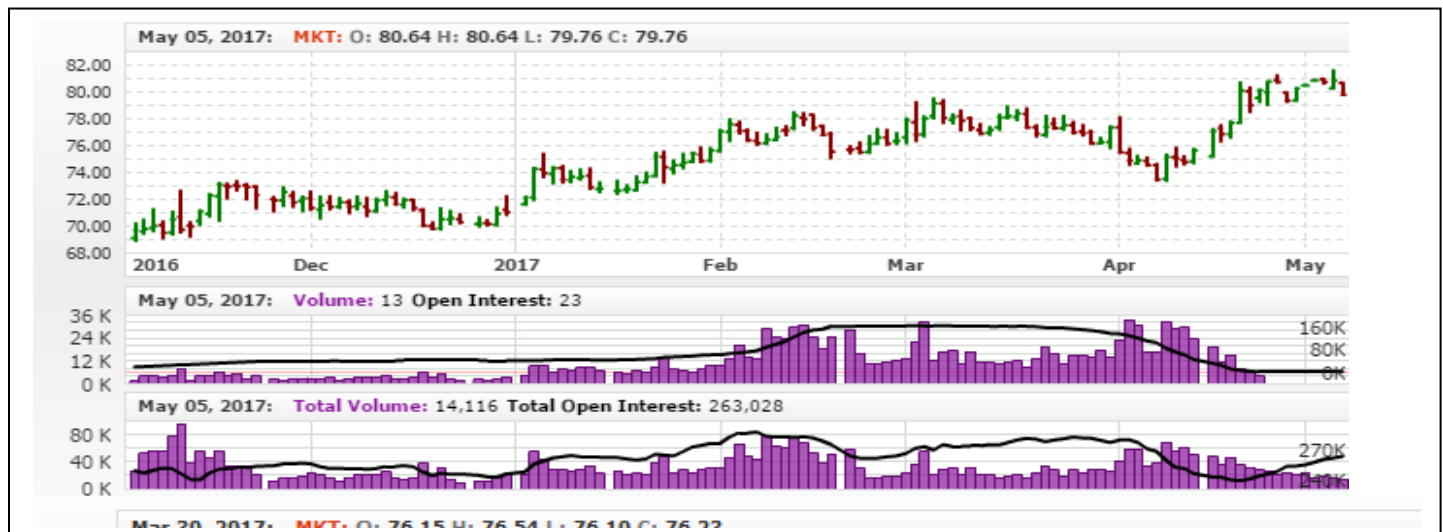 May 05, 2017: MKT: O: 80.64 H: 80.64 L: 79.76 C: 79.76
82.00
80.00
78.00
76.00
74.00
72.00
70.00
68.00
2016 Dec 2017 Feb Mar Apr May
May 05, 2017: Volume: 13 Open Interest: 23
36 K
24 K
12 K
0 K
160K
80K
0K
May 05, 2017: Total Volume: 14,116 Total Open Interest: 263,028
80 K
40 K
0 K
270K
240K
Mar 20, 2017: MKT: O: 76.15 H: 76.54 L: 76.10 C: 76.22